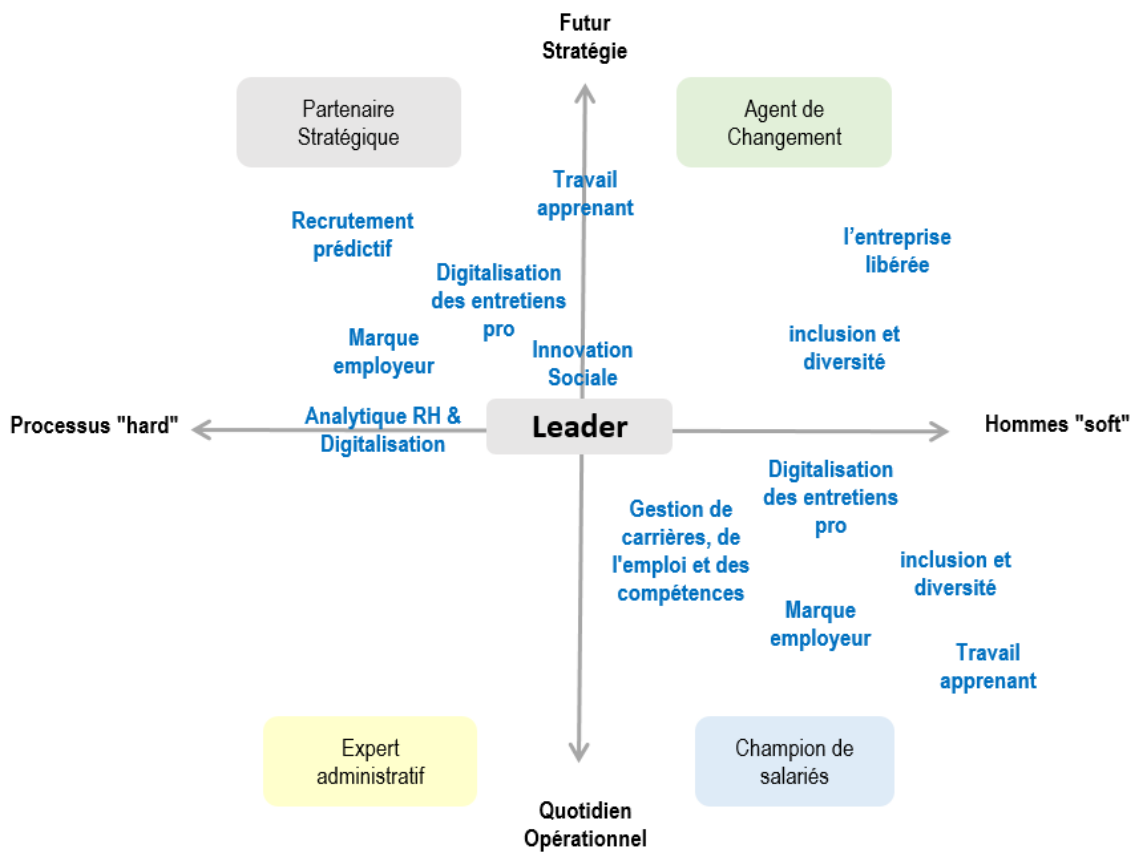 Futur
Stratégie
Partenaire
Stratégique
Agent de
Changement
Travail
apprenant
Recrutement
prédictif
l’entreprise
libérée
Digitalisation
des entretiens
pro
Marque
employeur
Innovation
Sociale
inclusion et
diversité
Processus "hard"
Analytique RH &
Digitalisation
Leader
Hommes "soft"
Digitalisation
des entretiens
pro
Gestion de
carrières, de
l'emploi et des
compétences
inclusion et
diversité
Marque
employeur
Travail
apprenant
Expert
administratif
Champion de
salariés
Quotidien
Opérationnel